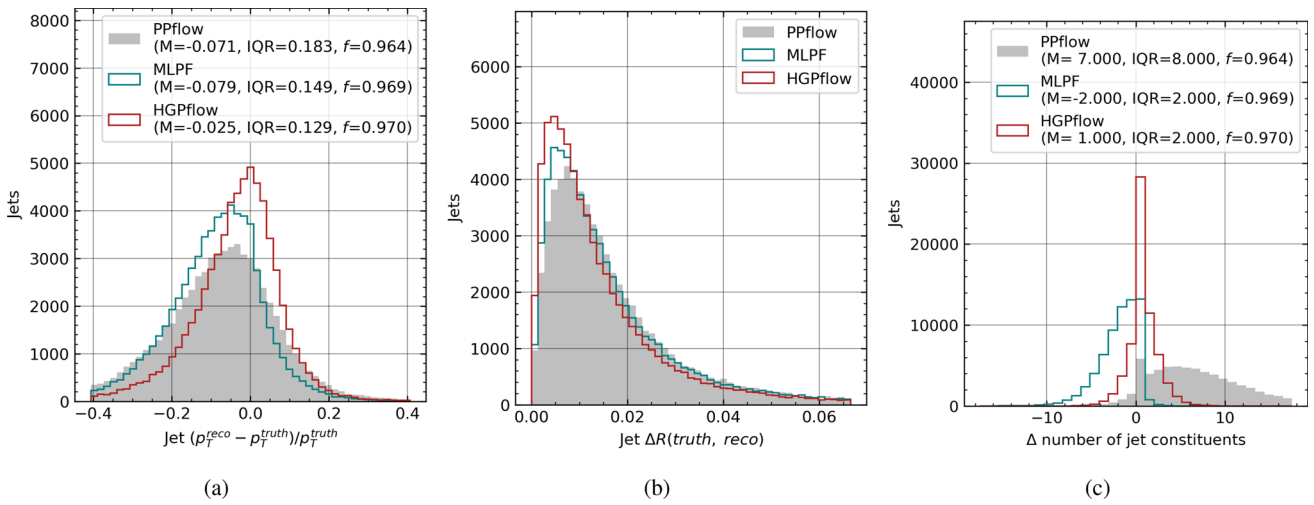 8000
7000
6000
5000
4000
3000
2000
1000
0
Jets
PPflow
(M=-0.071, IQR=0.183, f=0.964)
MLPF
(M=-0.079, IQR=0.149, f=0.969)
HGPflow
(M=-0.025, IQR=0.129, f=0.970)
−0.4 −0.2 0.0 0.2 0.4
Jet (p_T^{reco} − p_T^{truth})/p_T^{truth}
(a)
6000
5000
4000
3000
2000
1000
0
Jets
PPflow
MLPF
HGPflow
0.00 0.02 0.04 0.06
Jet ΔR(truth, reco)
(b)
40000
30000
20000
10000
0
Jets
PPflow
(M= 7.000, IQR=8.000, f=0.964)
MLPF
(M=-2.000, IQR=2.000, f=0.969)
HGPflow
(M= 1.000, IQR=2.000, f=0.970)
−10 0 10
Δ number of jet constituents
(c)